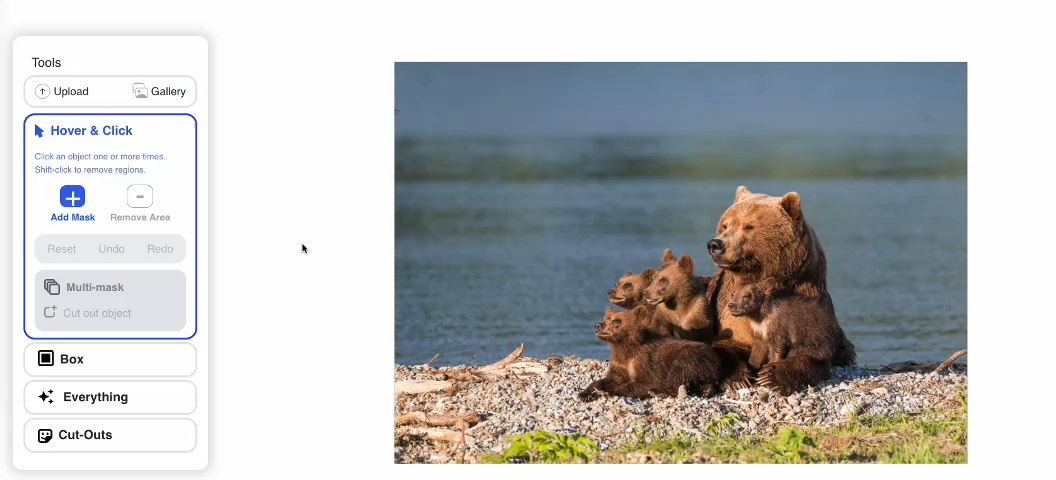 Tools
Upload Gallery
Hover & Click
Click an object one or more times.
Shift-click to remove regions.
Add Mask Remove Area
Reset Undo Redo
Multi-mask
Cut out object
Box
Everything
Cut-Outs